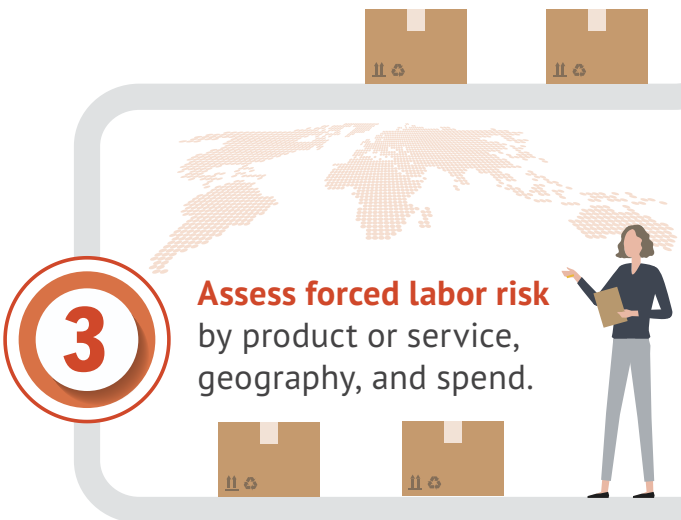 3
Assess forced labor risk
by product or service,
geography, and spend.